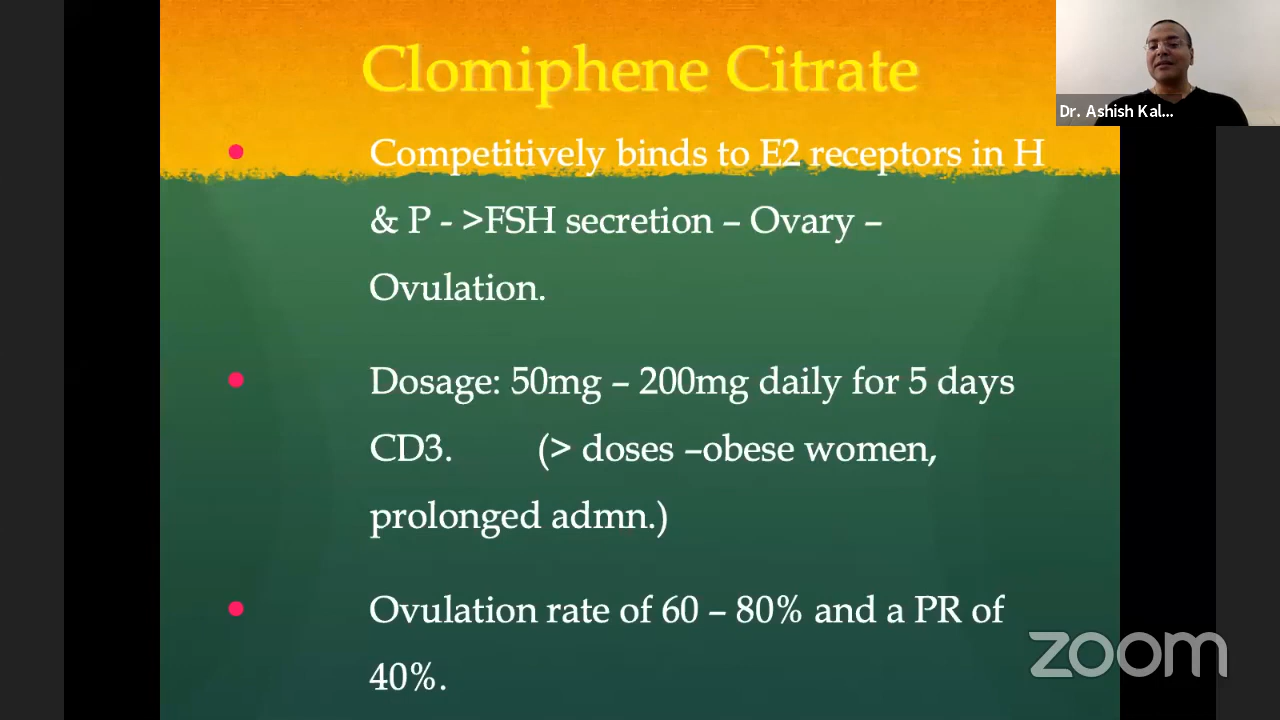 Clomiphene Citrate
Dr. Ashish Kal...
Competitively binds to E2 receptors in H
& P - >FSH secretion – Ovary –
Ovulation.
Dosage: 50mg – 200mg daily for 5 days
CD3. (> doses –obese women,
prolonged admn.)
Ovulation rate of 60 – 80% and a PR of
40%.
zoom